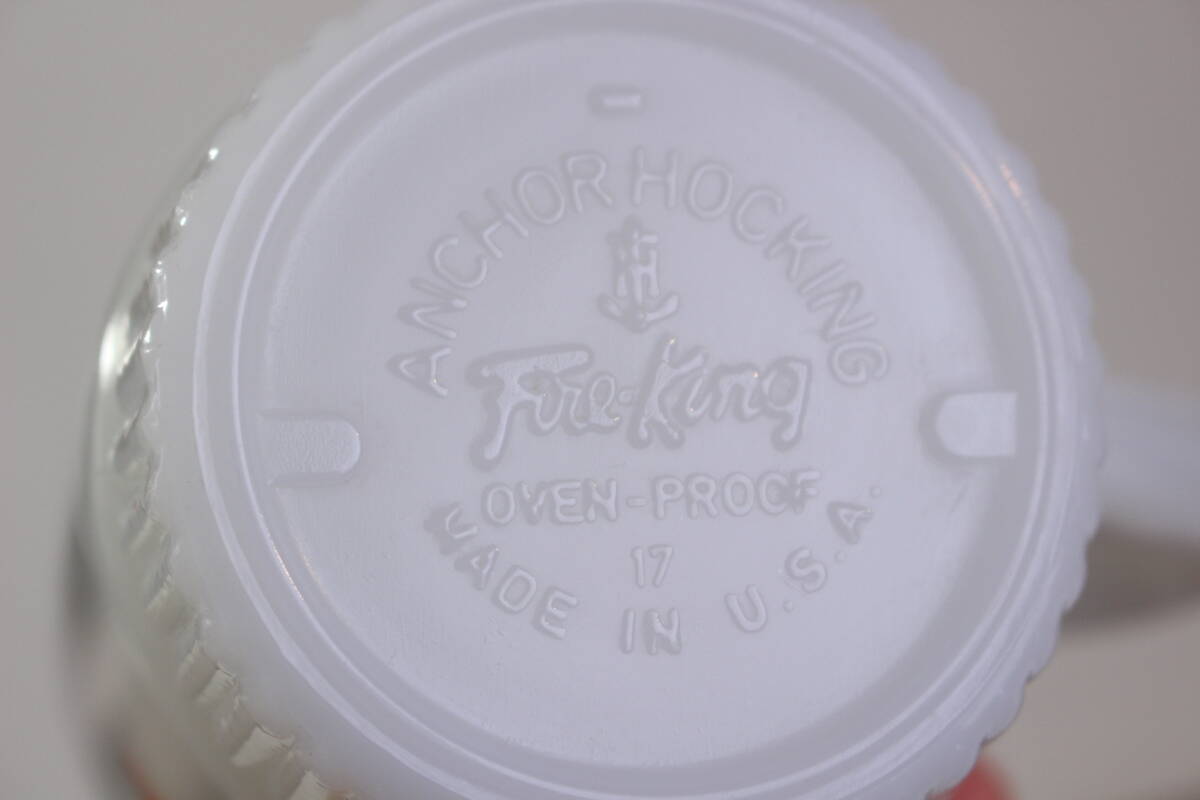 ANCHOR HOCKING
H
Fire-King
OVEN-PROOF
17
MADE IN U.S.A.